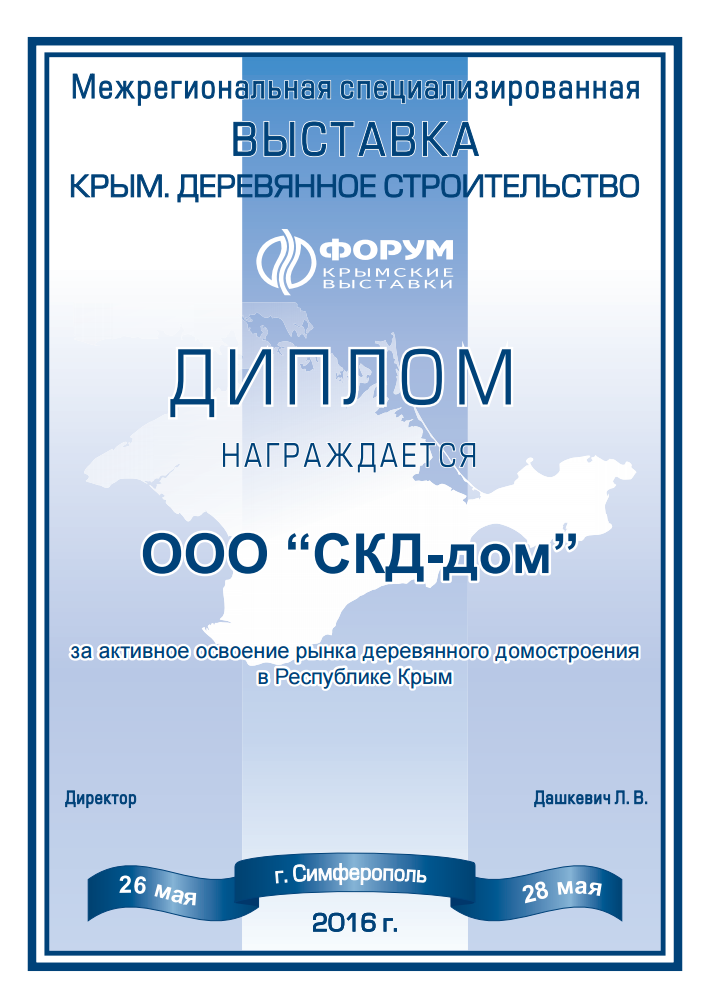 Межрегиональная специализированная
ВЫСТАВКА
КРЫМ. ДЕРЕВЯННОЕ СТРОИТЕЛЬСТВО
ФОРУМ
КРЫМСКИЕ
ВЫСТАВКИ
ДИПЛОМ
НАГРАЖДАЕТСЯ
ООО “СКД-дом”
за активное освоение рынка деревянного домостроения
в Республике Крым
Директор Дашкевич Л. В.
26 мая г. Симферополь 28 мая
2016 г.